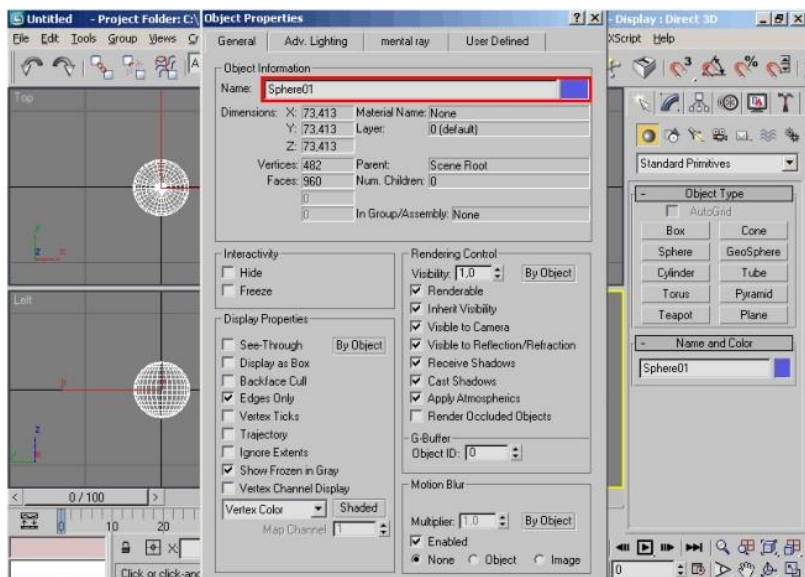 Untitled - Project Folder: C:\
Object Properties
- Display : Direct 3D
File Edit Tools Group Views
XScript Help
General Adv. Lighting mental ray User Defined
Object Information
Name: Sphere01
Dimensions: X: 73,413 Material Name: None
Y: 73,413 Layer: 0 (default)
Z: 73,413
Vertices: 482 Parent: Scene Root
Faces: 960 Num. Children: 0
0
0 In Group/Assembly: None
Interactivity
Hide
Freeze
Display Properties
See-Through By Object
Display as Box
Backface Cull
Edges Only
Vertex Ticks
Trajectory
Ignore Extents
Show Frozen in Gray
Vertex Channel Display
Vertex Color Shaded
Map Channel 1
Rendering Control
Visibility: 1,0 By Object
Renderable
Inherit Visibility
Visible to Camera
Visible to Reflection/Refraction
Receive Shadows
Cast Shadows
Apply Atmospherics
Render Occluded Objects
G-Buffer
Object ID: 0
Motion Blur
Multiplier: 1,0 By Object
Enabled
None Object Image
Top
Left
0 / 100
0 10 20
Click or click-and
Standard Primitives
- Object Type
AutoGrid
Box Cone
Sphere GeoSphere
Cylinder Tube
Torus Pyramid
Teapot Plane
- Name and Color
Sphere01
0